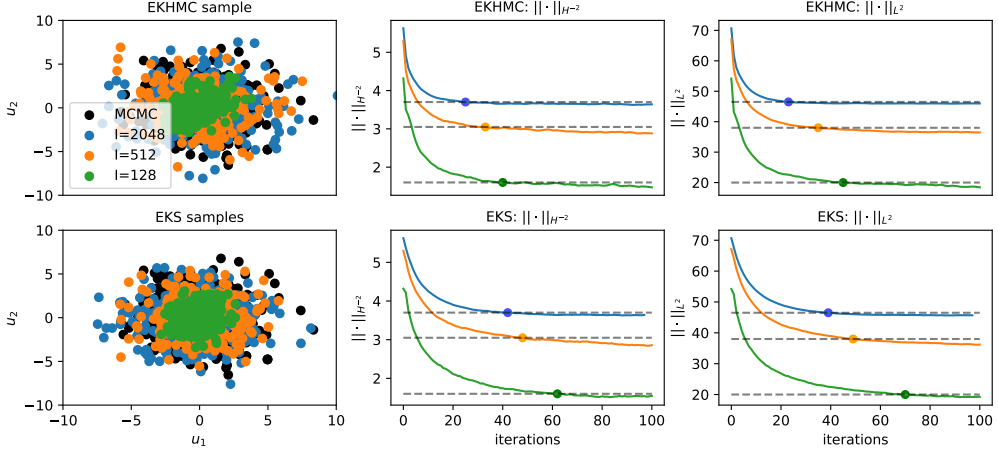 EKHMC sample
EKHMC: || · ||_{H^{−2}}
EKHMC: || · ||_{L^2}
10
5
0
−5
−10
u_2
MCMC
I=2048
I=512
I=128
5
4
3
2
|| · ||_{H^{−2}}
70
60
50
40
30
20
|| · ||_{L^2}
EKS samples
EKS: || · ||_{H^{−2}}
EKS: || · ||_{L^2}
10
5
0
−5
−10
u_2
−10
−5
0
5
10
u_1
5
4
3
2
|| · ||_{H^{−2}}
0
20
40
60
80
100
iterations
70
60
50
40
30
20
|| · ||_{L^2}
0
20
40
60
80
100
iterations